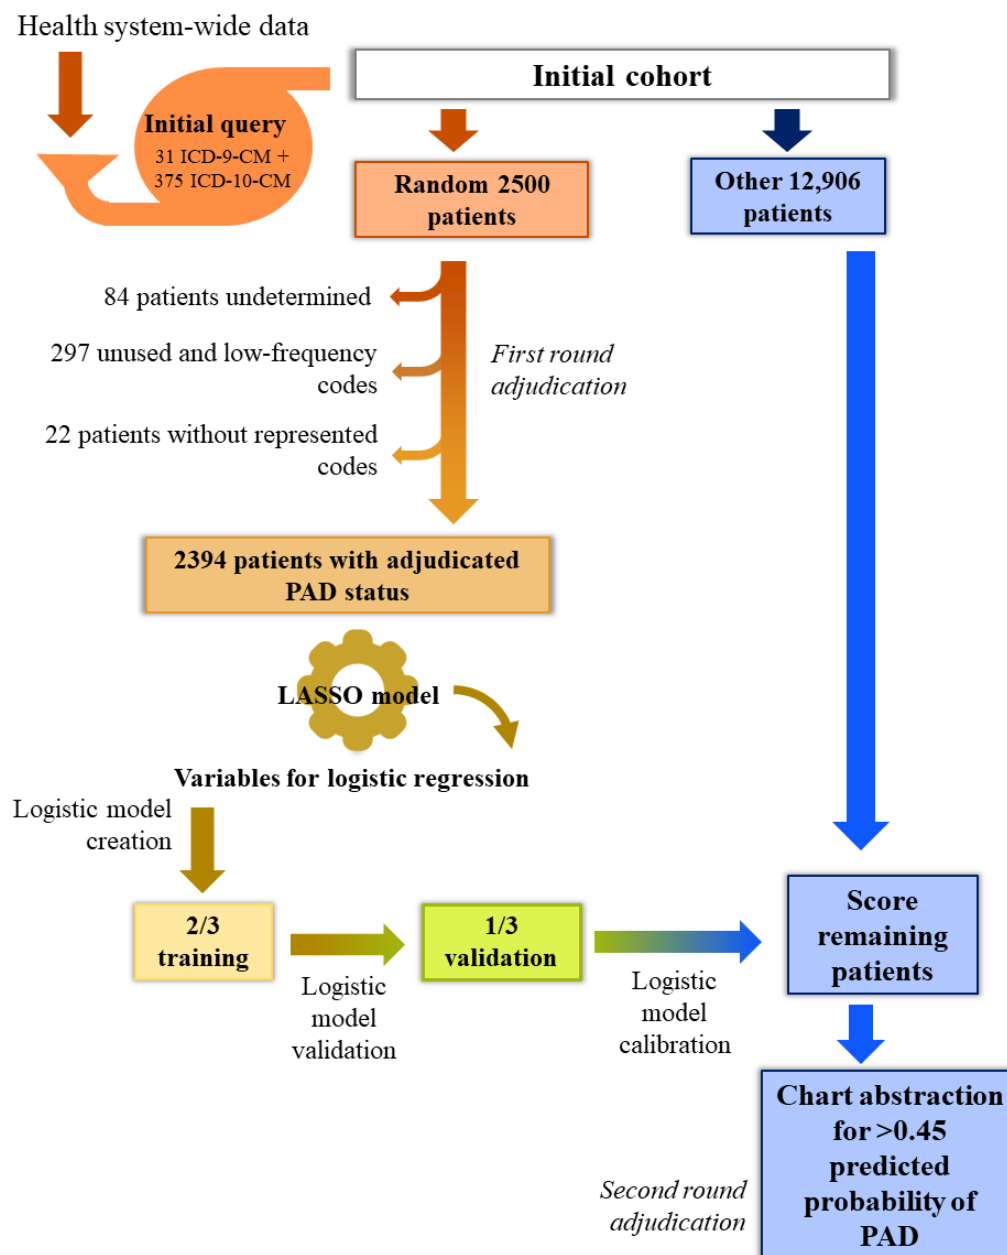 Health system-wide data
Initial query
31 ICD-9-CM +
375 ICD-10-CM
Initial cohort
Random 2500
patients
Other 12,906
patients
84 patients undetermined
297 unused and low-frequency
codes
22 patients without represented
codes
First round
adjudication
2394 patients with adjudicated
PAD status
LASSO model
Variables for logistic regression
Logistic model
creation
2/3
training
Logistic
model
validation
1/3
validation
Logistic
model
calibration
Score
remaining
patients
Chart abstraction
for >0.45
predicted
probability of
PAD
Second round
adjudication